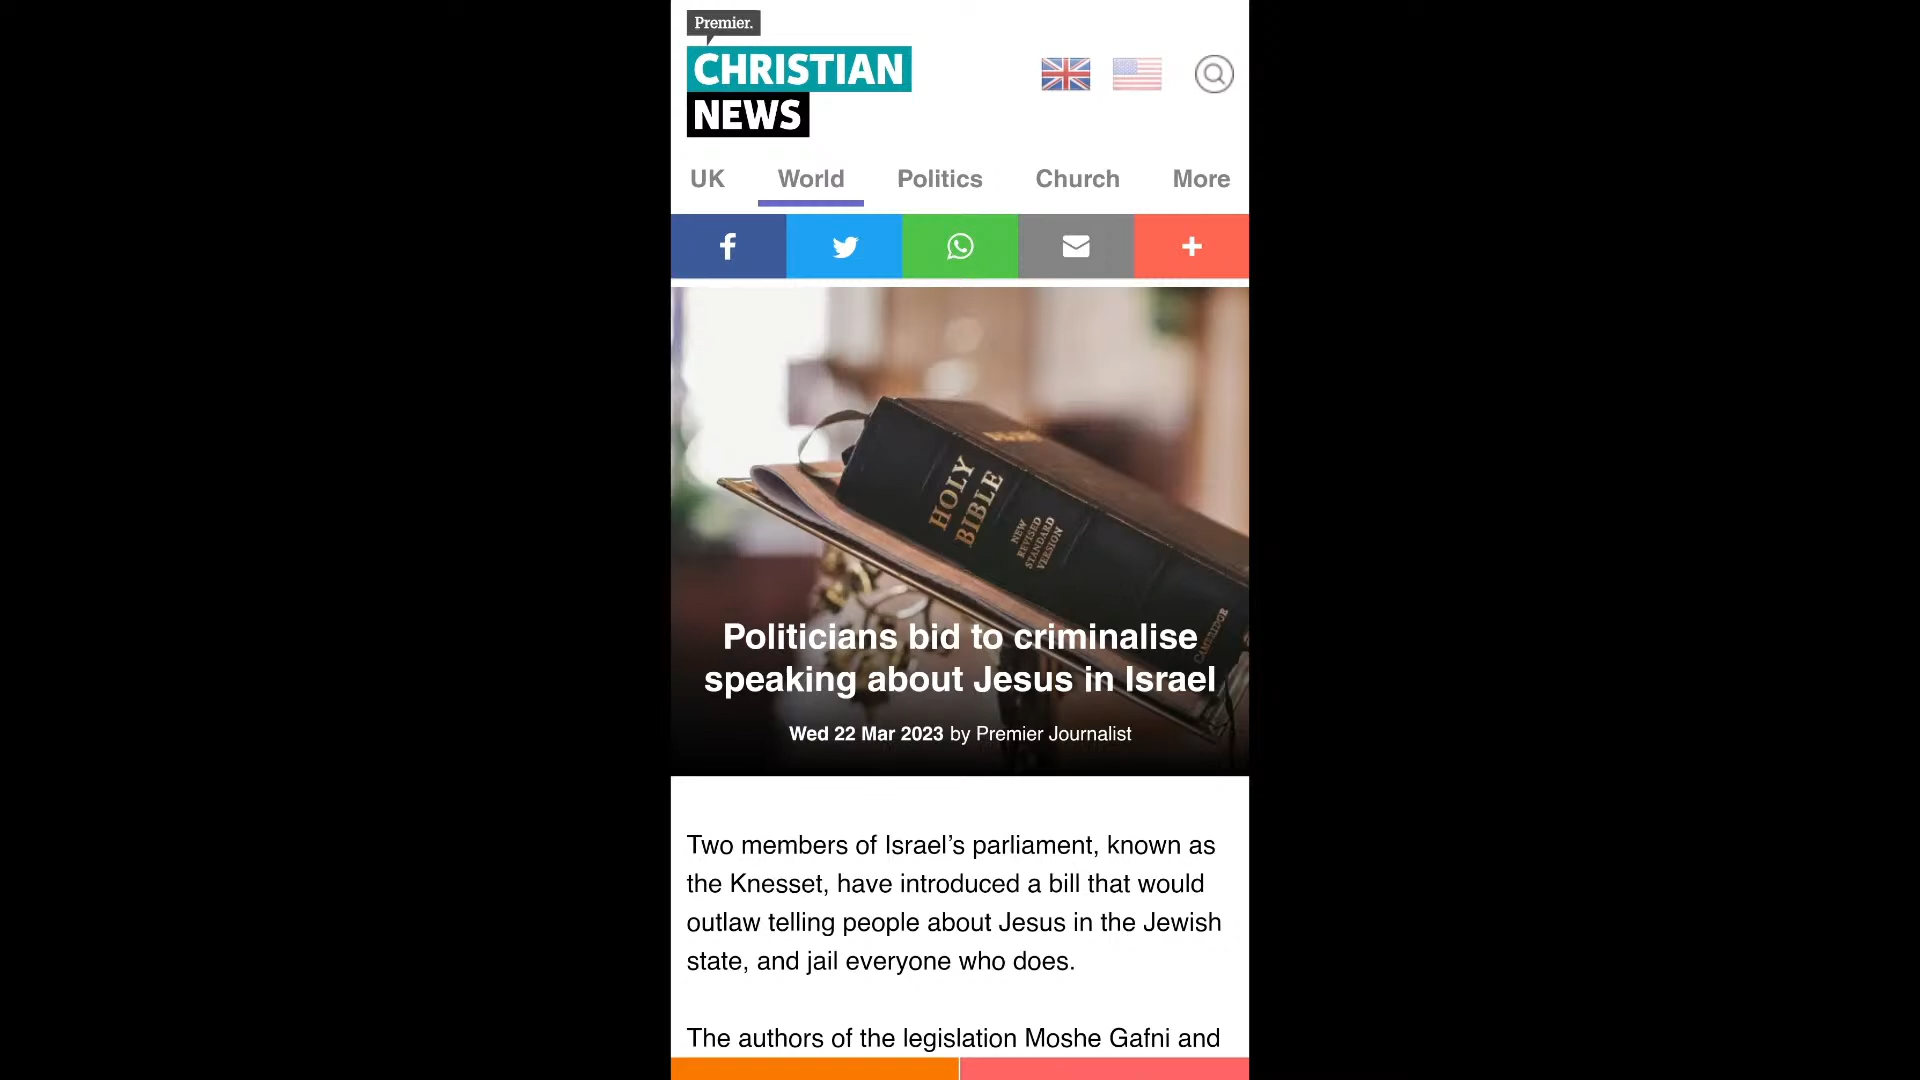 Premier.
CHRISTIAN
NEWS
UK World Politics Church More
HOLY
BIBLE
NEW
REVISED
STANDARD
VERSION
CAMBRIDGE
Politicians bid to criminalise
speaking about Jesus in Israel
Wed 22 Mar 2023 by Premier Journalist
Two members of Israel’s parliament, known as
the Knesset, have introduced a bill that would
outlaw telling people about Jesus in the Jewish
state, and jail everyone who does.
The authors of the legislation Moshe Gafni and